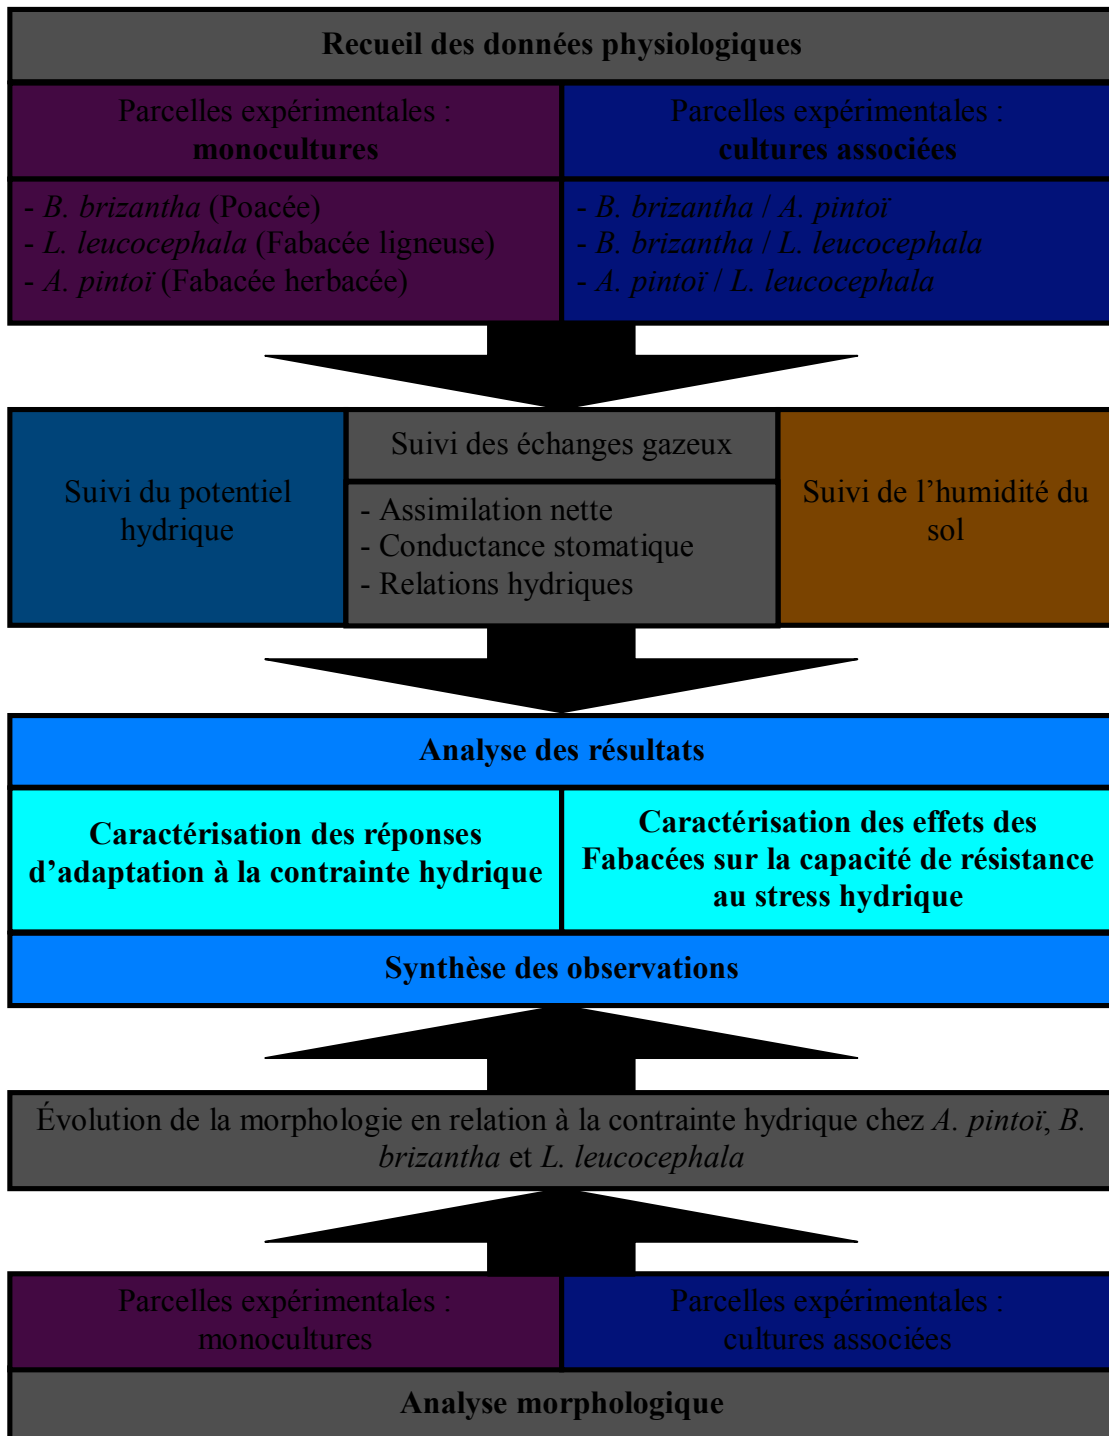 Recueil des données physiologiques
Parcelles expérimentales :
monocultures
Parcelles expérimentales :
cultures associées
- B. brizantha (Poacée)
- L. leucocephala (Fabacée ligneuse)
- A. pintoï (Fabacée herbacée)
- B. brizantha / A. pintoï
- B. brizantha / L. leucocephala
- A. pintoï / L. leucocephala
Suivi du potentiel
hydrique
Suivi des échanges gazeux
- Assimilation nette
- Conductance stomatique
- Relations hydriques
Suivi de l’humidité du
sol
Analyse des résultats
Caractérisation des réponses
d’adaptation à la contrainte hydrique
Caractérisation des effets des
Fabacées sur la capacité de résistance
au stress hydrique
Synthèse des observations
Évolution de la morphologie en relation à la contrainte hydrique chez A. pintoï, B.
brizantha et L. leucocephala
Parcelles expérimentales :
monocultures
Parcelles expérimentales :
cultures associées
Analyse morphologique